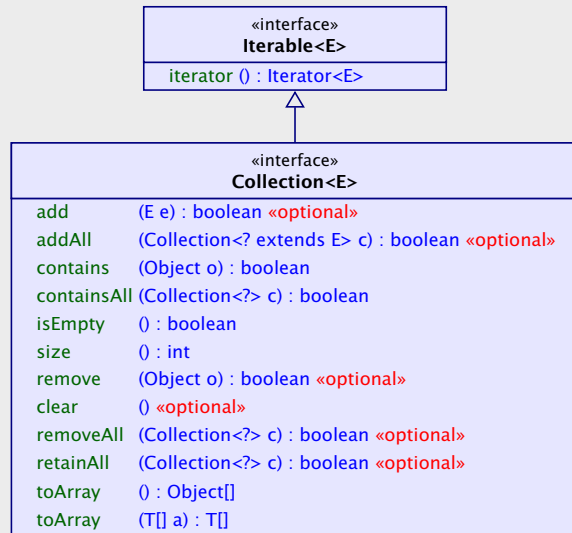 «interface»
Iterable<E>
iterator () : Iterator<E>
«interface»
Collection<E>
add (E e) : boolean «optional»
addAll (Collection<? extends E> c) : boolean «optional»
contains (Object o) : boolean
containsAll (Collection<?> c) : boolean
isEmpty () : boolean
size () : int
remove (Object o) : boolean «optional»
clear () «optional»
removeAll (Collection<?> c) : boolean «optional»
retainAll (Collection<?> c) : boolean «optional»
toArray () : Object[]
toArray (T[] a) : T[]